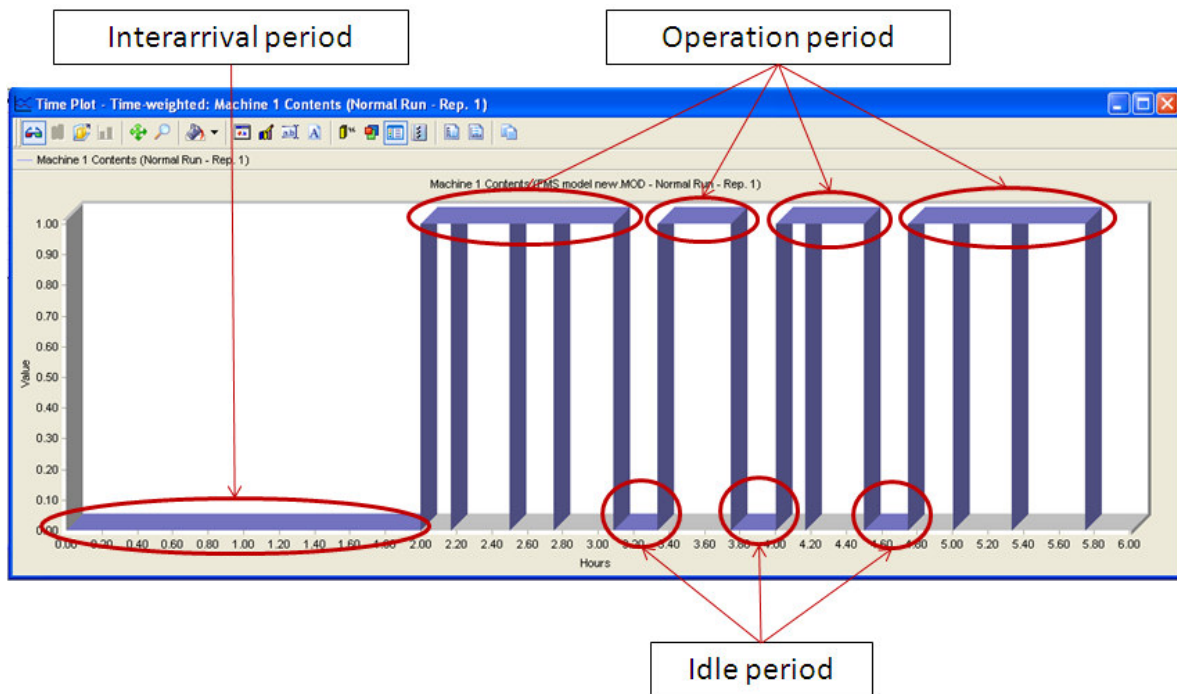 Interarrival period
Operation period
Time Plot - Time-weighted: Machine 1 Contents (Normal Run - Rep. 1)
Machine 1 Contents (Normal Run - Rep. 1)
Machine 1 Contents (FMS model new.MOD - Normal Run - Rep. 1)
1.00
0.90
0.80
0.70
0.60
0.50
0.40
0.30
0.20
0.10
0.00
Value
0.00 0.20 0.40 0.60 0.80 1.00 1.20 1.40 1.60 1.80 2.00 2.20 2.40 2.60 2.80 3.00 3.20 3.40 3.60 3.80 4.00 4.20 4.40 4.60 4.80 5.00 5.20 5.40 5.60 5.80 6.00
Hours
Idle period